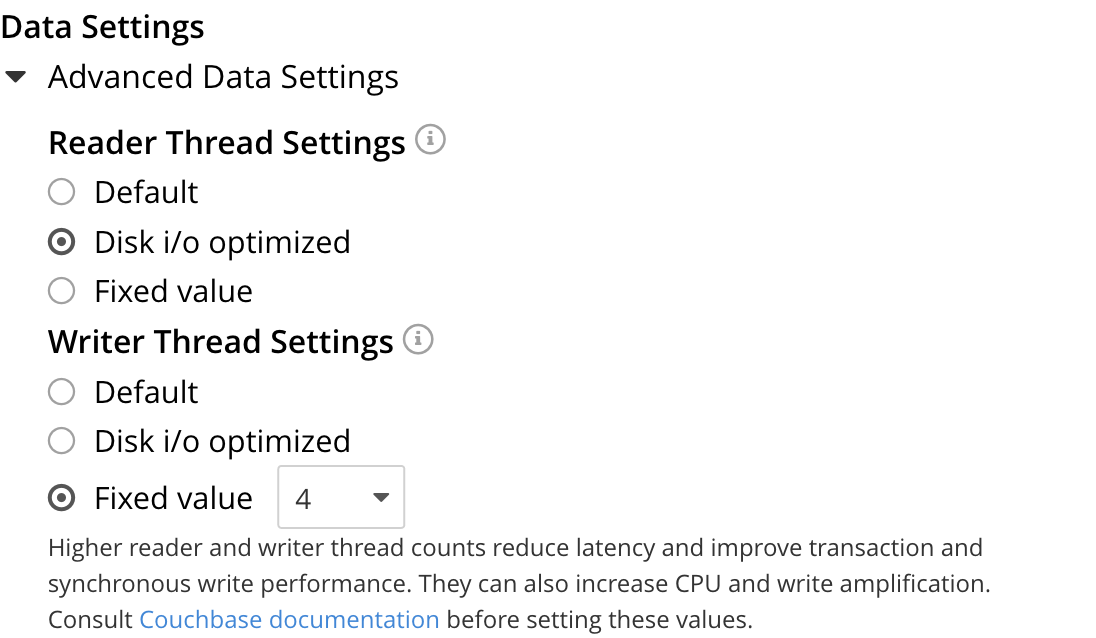 Data Settings
Advanced Data Settings
Reader Thread Settings
Default
Disk i/o optimized
Fixed value
Writer Thread Settings
Default
Disk i/o optimized
Fixed value 4
Higher reader and writer thread counts reduce latency and improve transaction and
synchronous write performance. They can also increase CPU and write amplification.
Consult Couchbase documentation before setting these values.